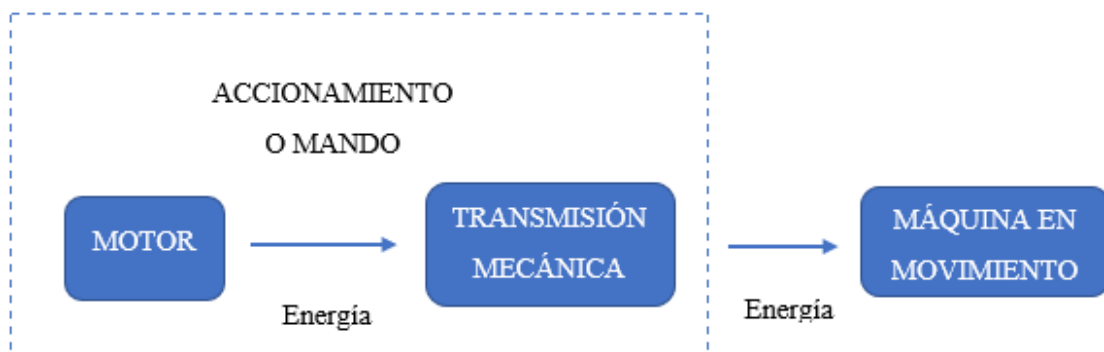 ACCIONAMIENTO
O MANDO
MOTOR
Energía
TRANSMISIÓN
MECÁNICA
Energía
MÁQUINA EN
MOVIMIENTO